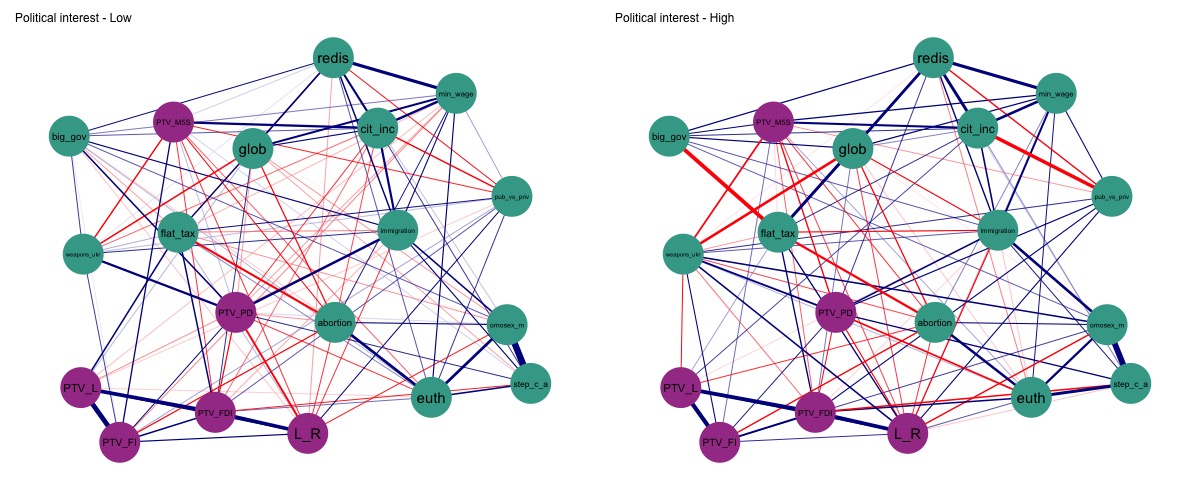 Political interest - Low
redis
min_wage
PTV_M5S
cit_inc
big_gov
glob
pub_vs_priv
flat_tax
immigration
weapons_ukr
PTV_PD
abortion
omosex_m
PTV_L
step_c_a
euth
PTV_FDI
L_R
PTV_FI
Political interest - High
redis
min_wage
PTV_M5S
cit_inc
big_gov
glob
pub_vs_priv
flat_tax
immigration
weapons_ukr
PTV_PD
abortion
omosex_m
PTV_L
step_c_a
euth
PTV_FDI
L_R
PTV_FI